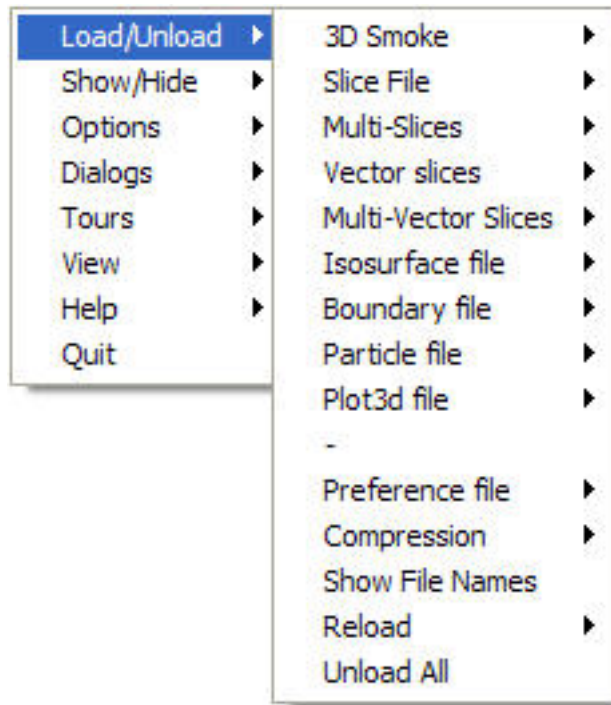 Load/Unload
Show/Hide
Options
Dialogs
Tours
View
Help
Quit
3D Smoke
Slice File
Multi-Slices
Vector slices
Multi-Vector Slices
Isosurface file
Boundary file
Particle file
Plot3d file
-
Preference file
Compression
Show File Names
Reload
Unload All